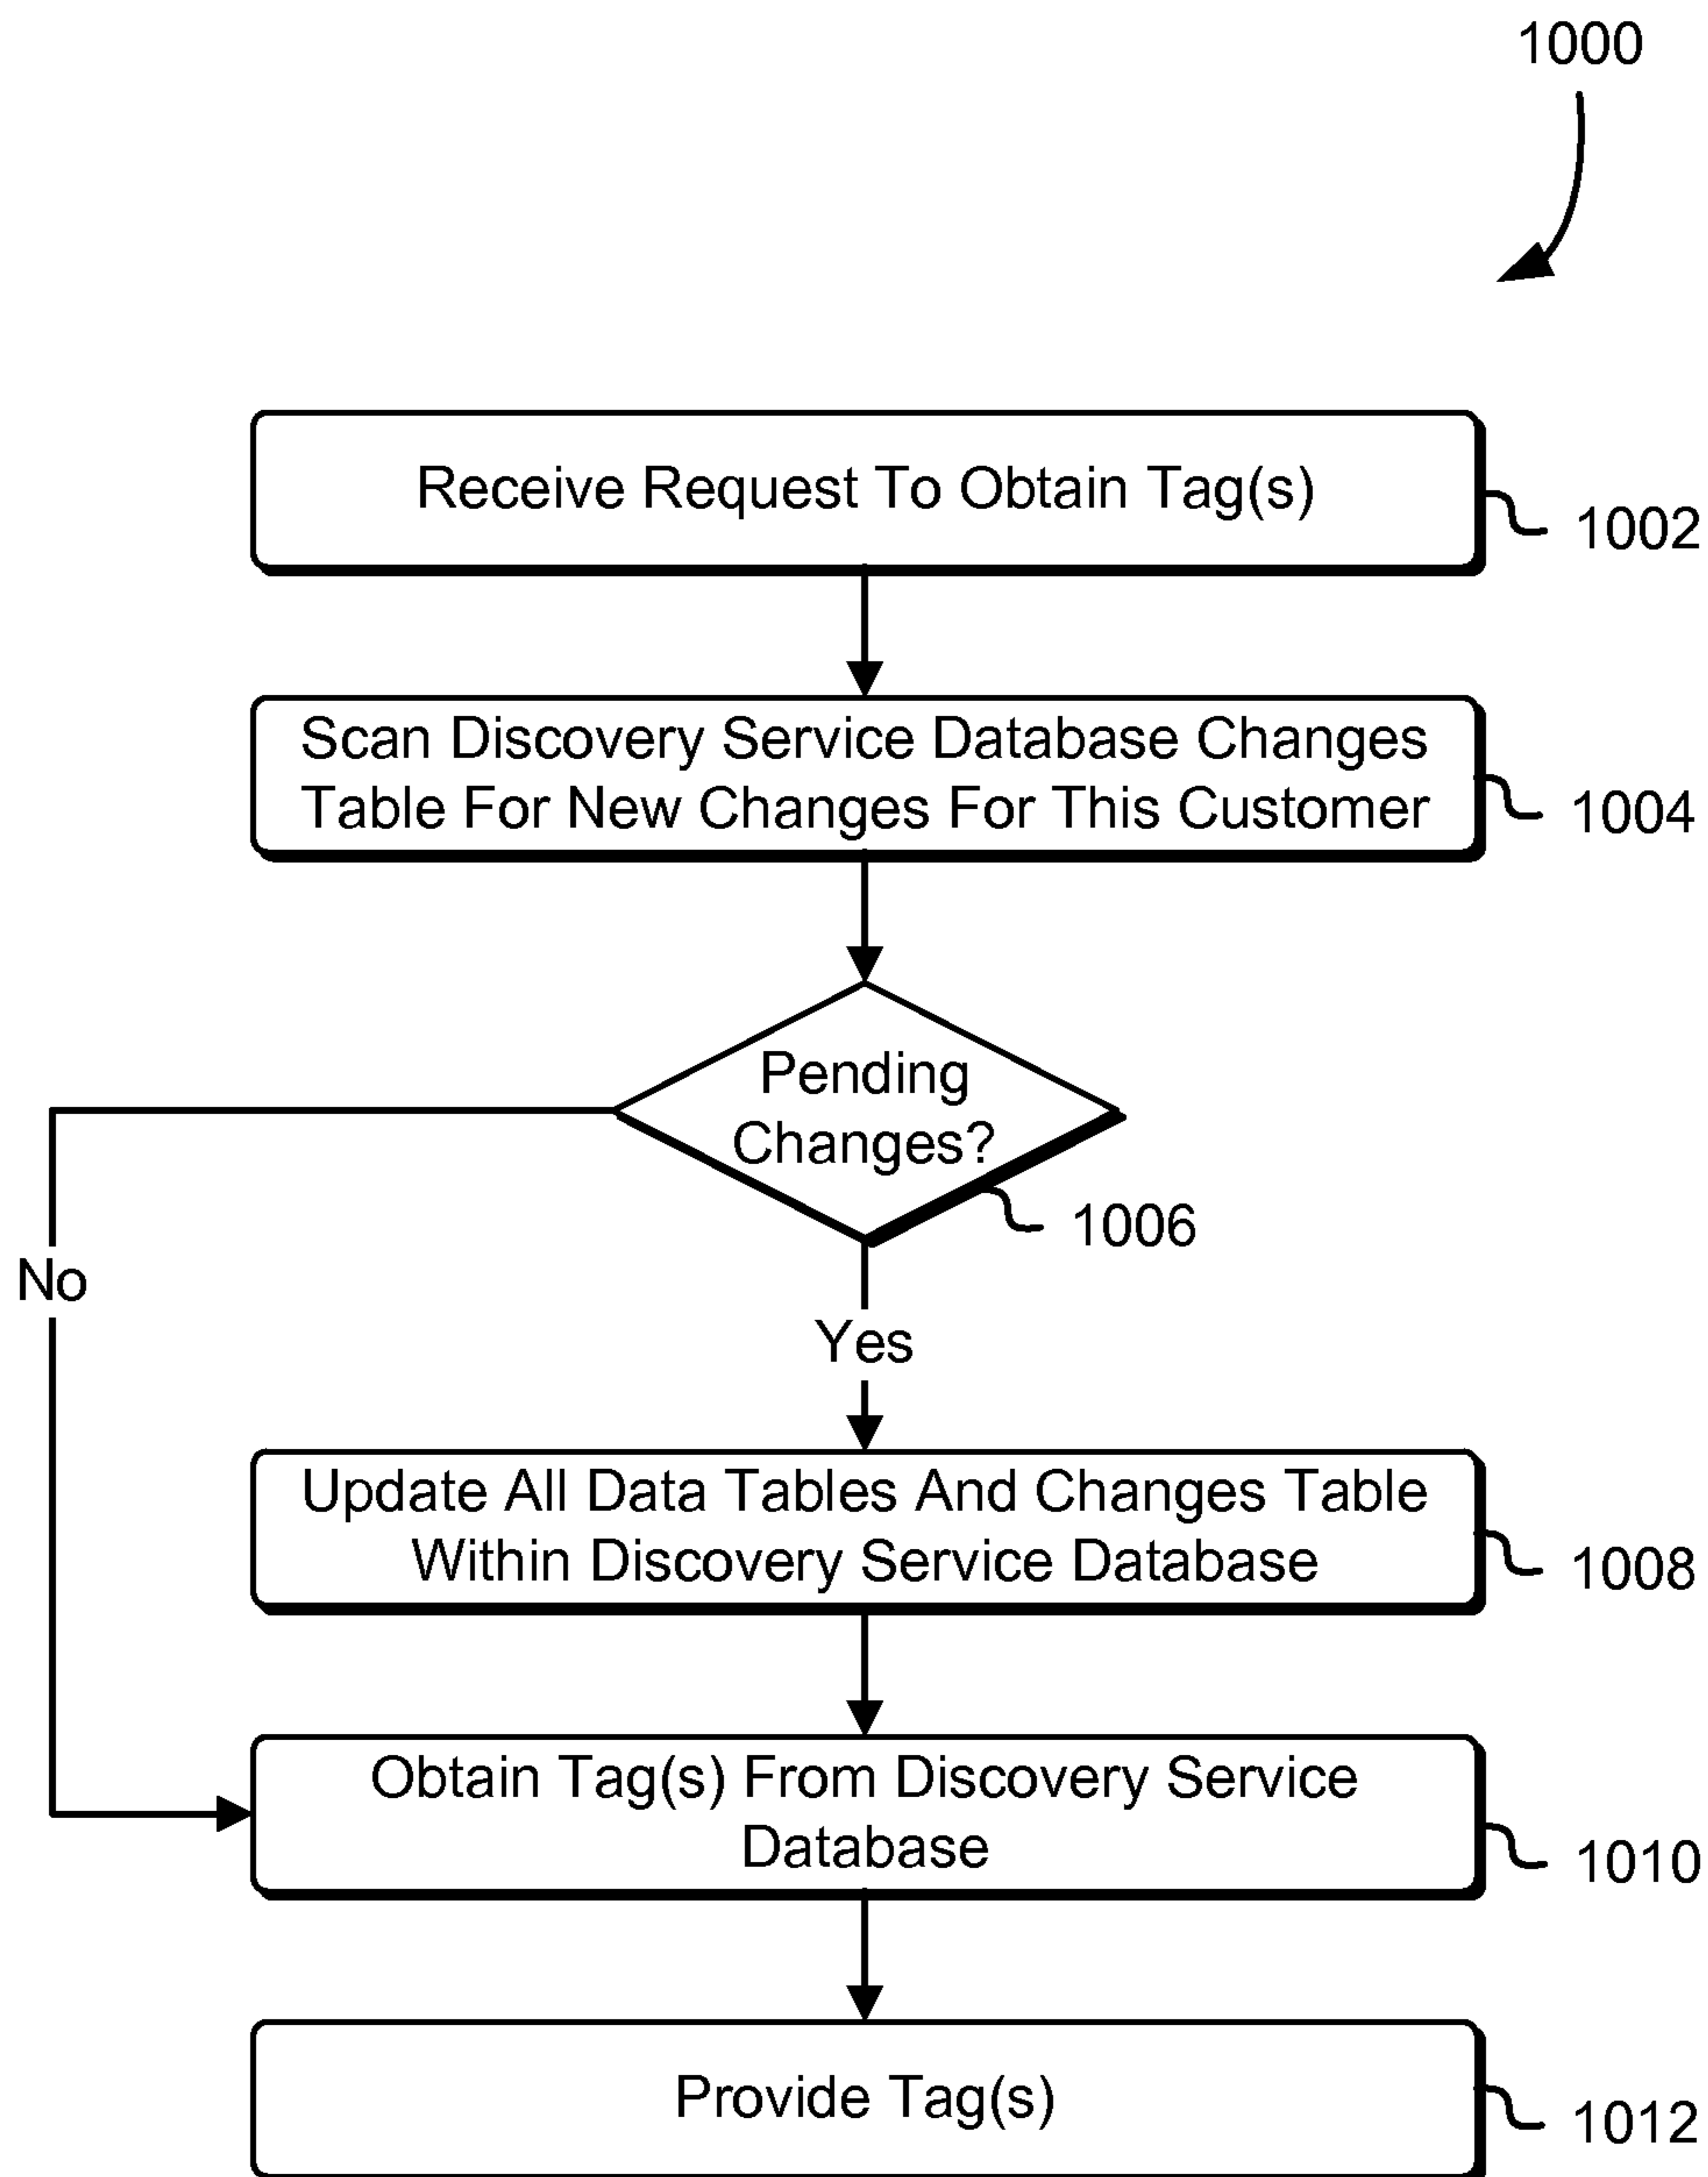 1000
Receive Request To Obtain Tag(s)
1002
Scan Discovery Service Database Changes
Table For New Changes For This Customer
1004
Pending
Changes?
1006
No
Yes
Update All Data Tables And Changes Table
Within Discovery Service Database
1008
Obtain Tag(s) From Discovery Service
Database
1010
Provide Tag(s)
1012